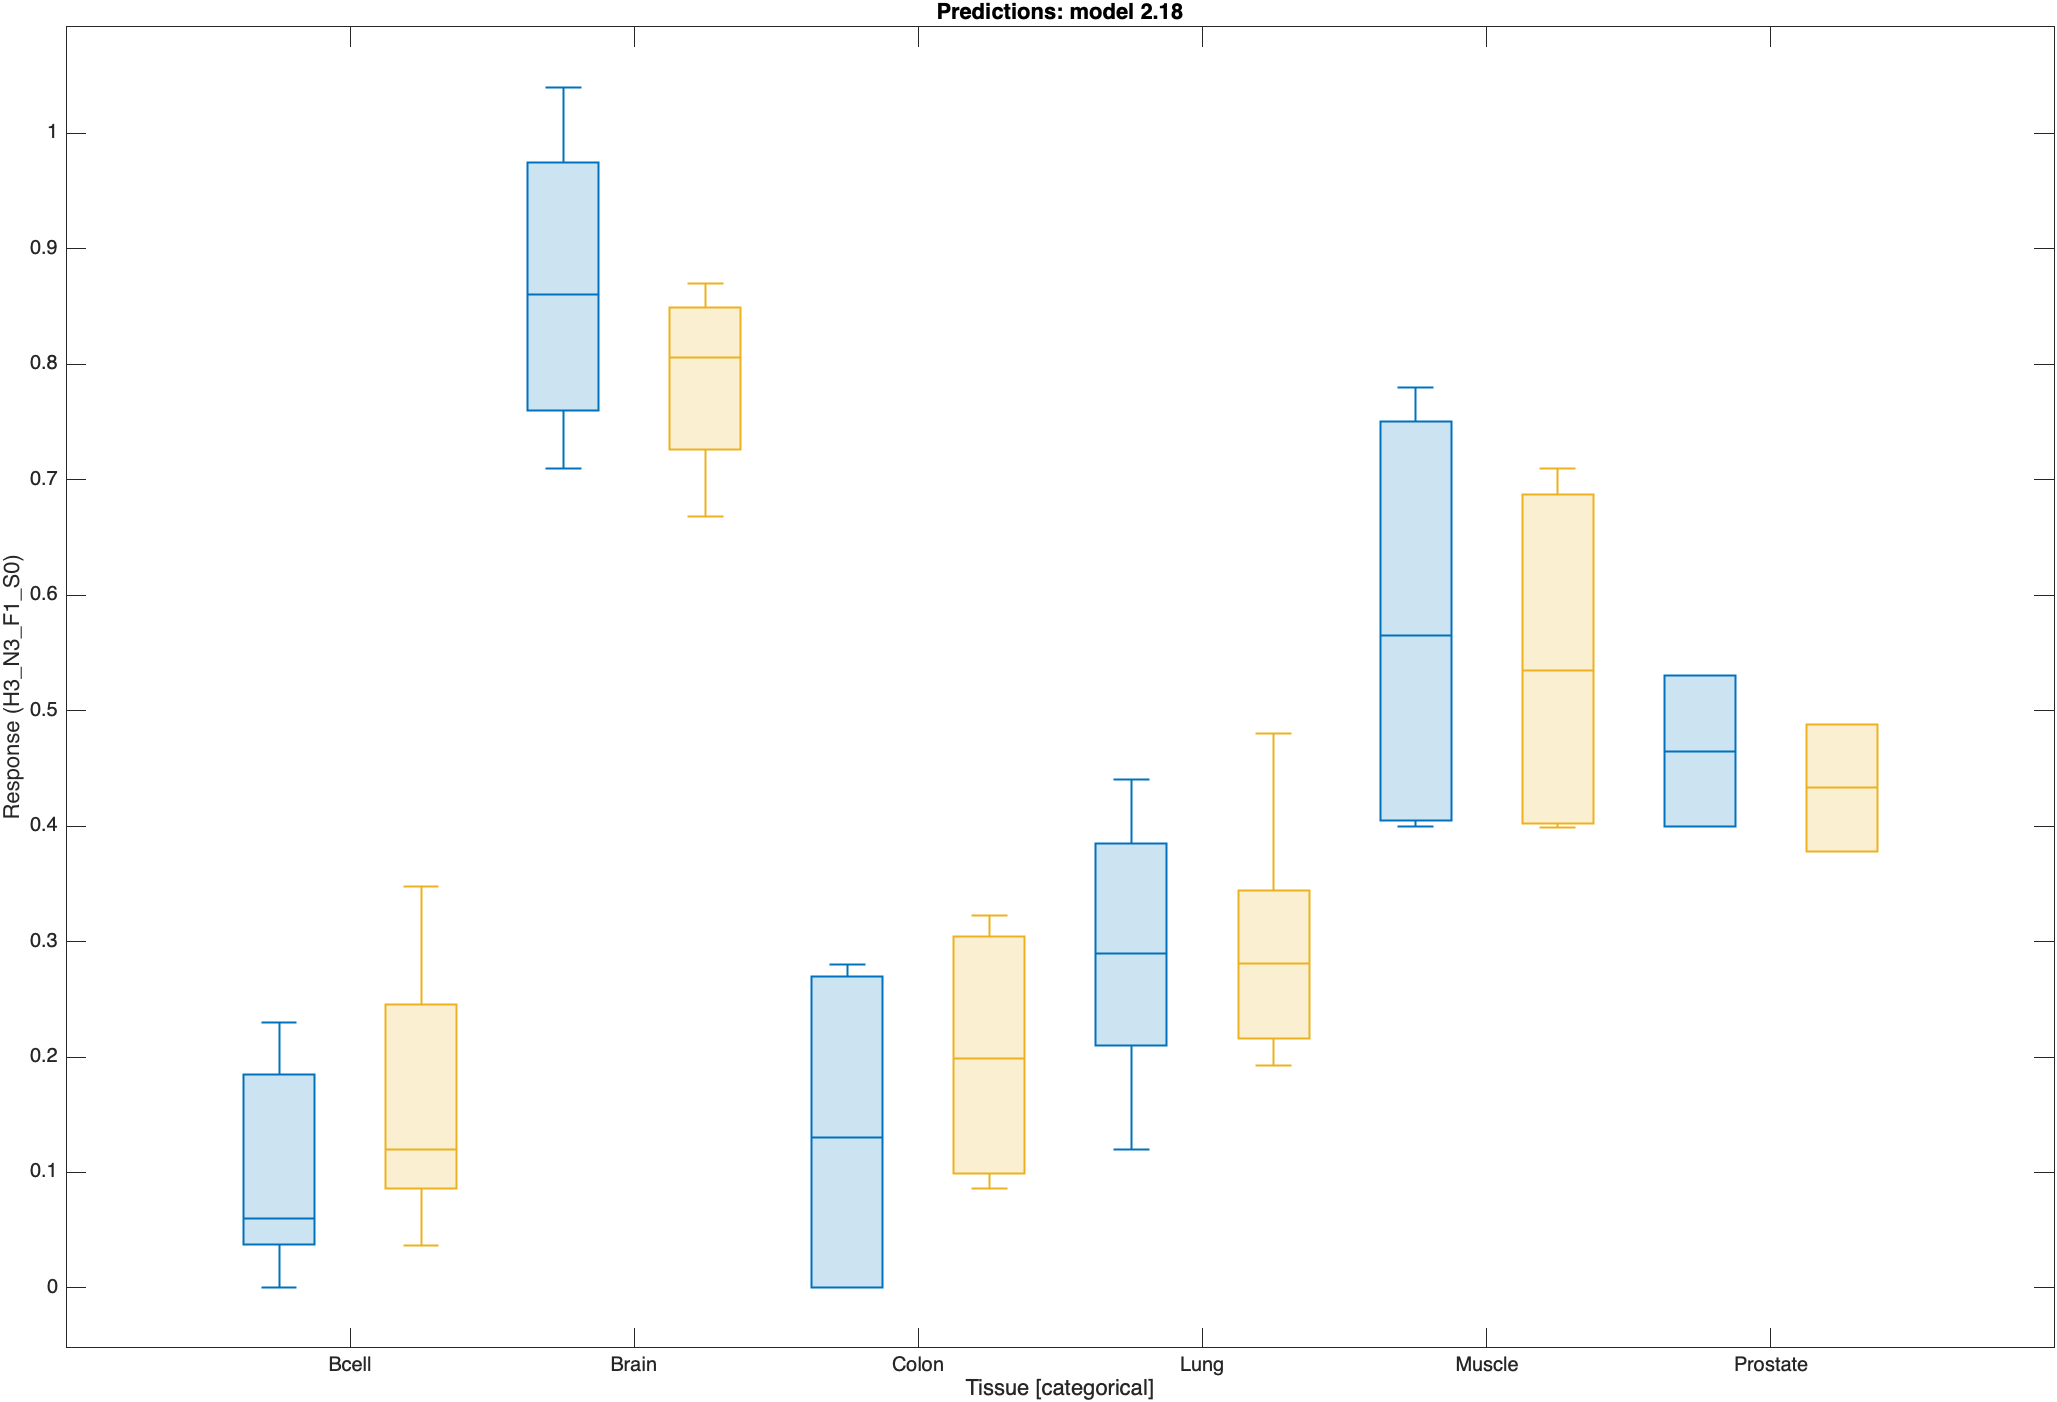 Predictions: model 2.18
Response (H3_N3_F1_S0)
1
0.9
0.8
0.7
0.6
0.5
0.4
0.3
0.2
0.1
0
Bcell Brain Colon Lung Muscle Prostate
Tissue [categorical]